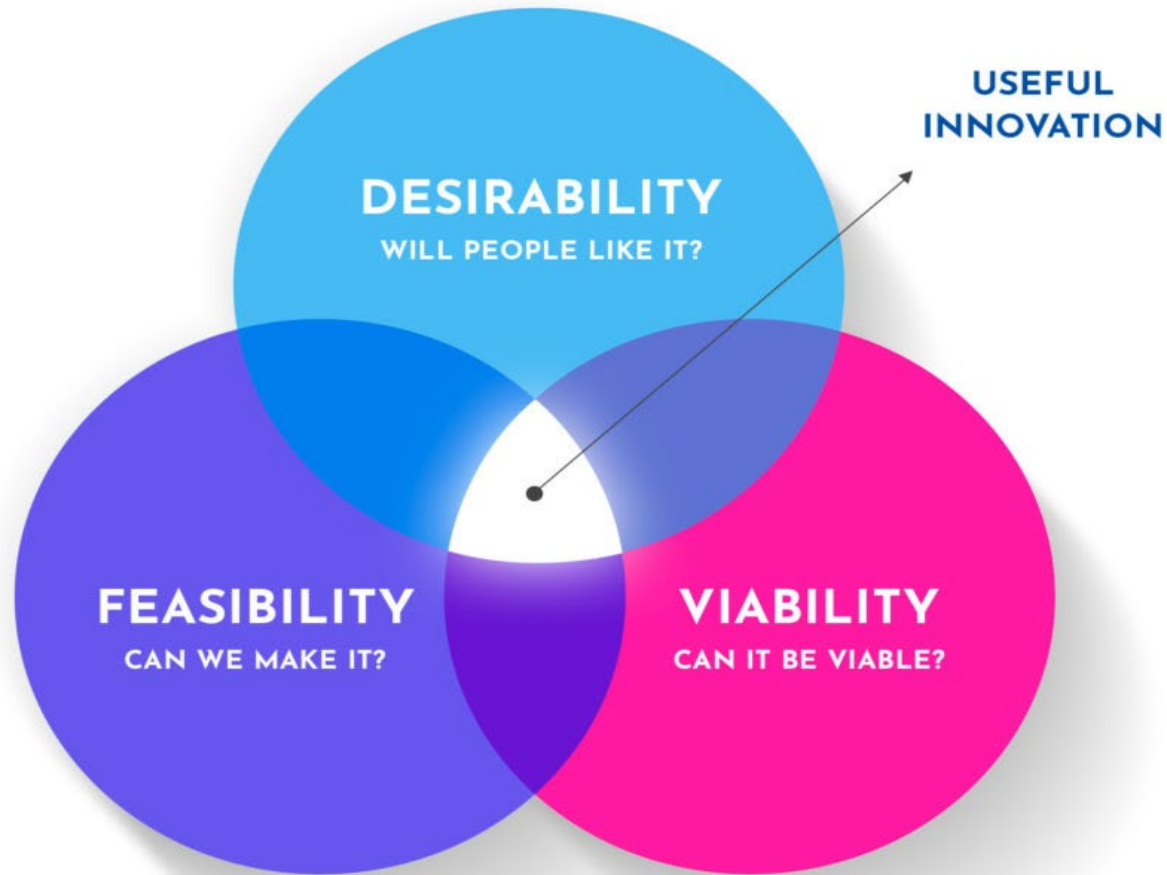 USEFUL
INNOVATION
DESIRABILITY
WILL PEOPLE LIKE IT?
FEASIBILITY
CAN WE MAKE IT?
VIABILITY
CAN IT BE VIABLE?